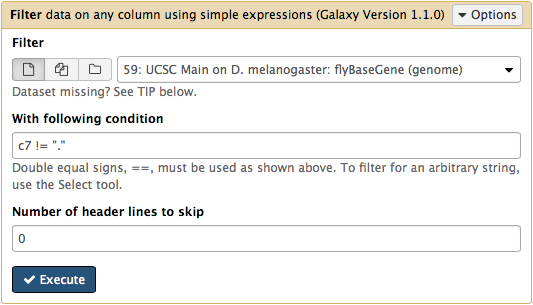 Filter data on any column using simple expressions (Galaxy Version 1.1.0) Options
Filter
59: UCSC Main on D. melanogaster: flyBaseGene (genome)
Dataset missing? See TIP below.
With following condition
c7 != "."
Double equal signs, ==, must be used as shown above. To filter for an arbitrary string,
use the Select tool.
Number of header lines to skip
0
Execute